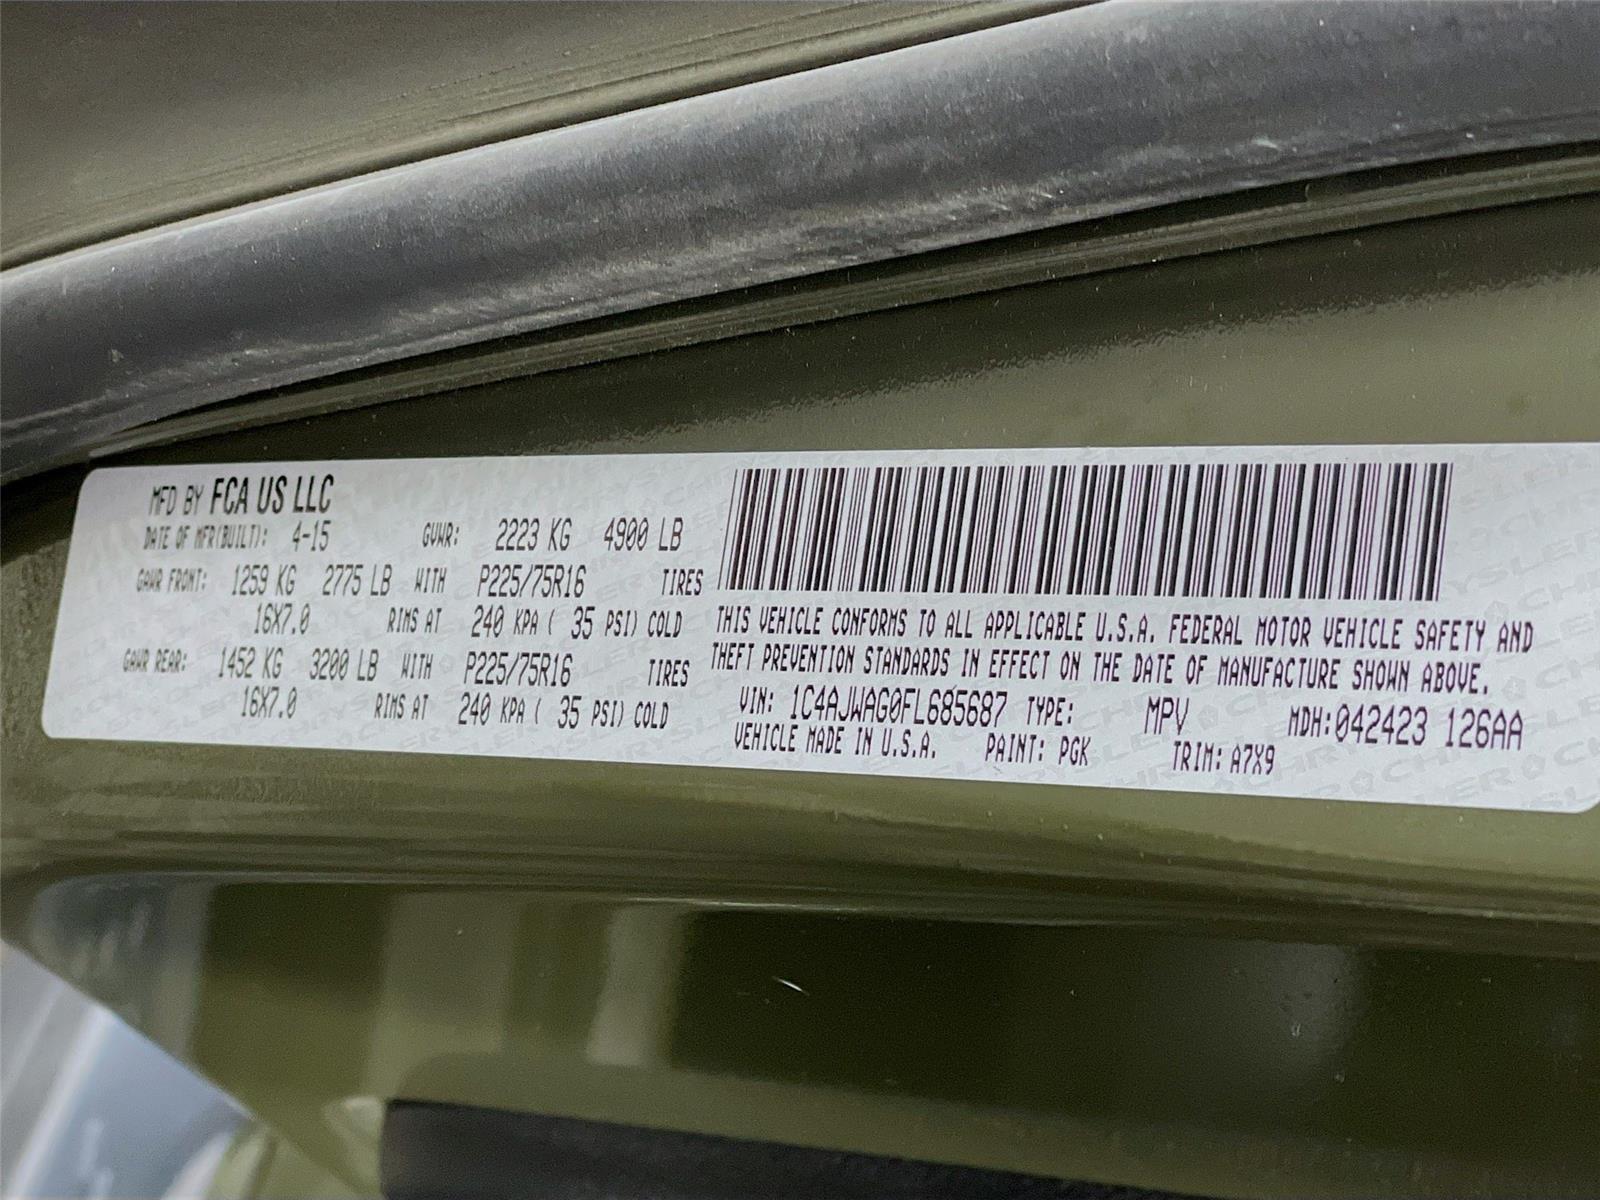 MFD BY FCA US LLC
DATE OF MFR(BUILT): 4-15 GVWR: 2223 KG 4900 LB
GAWR FRONT: 1259 KG 2775 LB WITH P225/75R16 TIRES
16X7.0 RIMS AT 240 KPA ( 35 PSI) COLD
GAWR REAR: 1452 KG 3200 LB WITH P225/75R16 TIRES
16X7.0 RIMS AT 240 KPA ( 35 PSI) COLD
THIS VEHICLE CONFORMS TO ALL APPLICABLE U.S.A. FEDERAL MOTOR VEHICLE SAFETY AND
THEFT PREVENTION STANDARDS IN EFFECT ON THE DATE OF MANUFACTURE SHOWN ABOVE.
VIN: 1C4AJWAG0FL685687 TYPE: MPV MDH:042423 126AA
VEHICLE MADE IN U.S.A. PAINT: PGK TRIM: A7X9